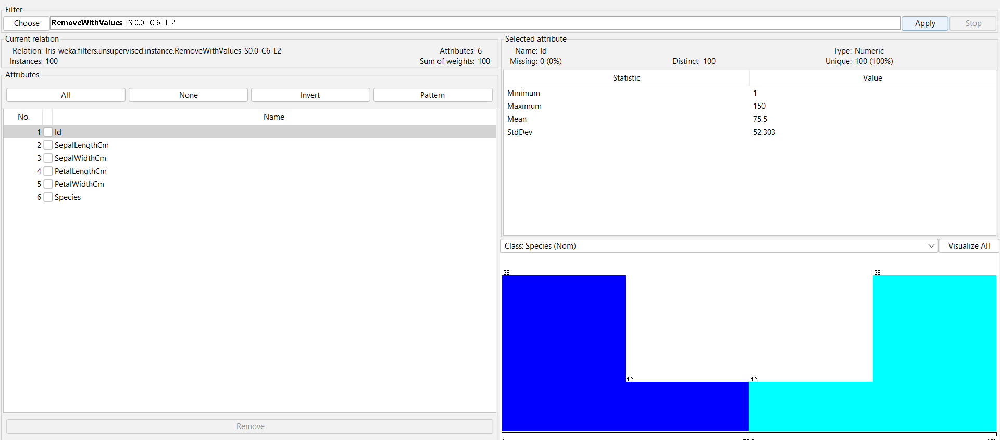 Filter
Choose RemoveWithValues -S 0.0 -C 6 -L 2 Apply Stop
Current relation
Relation: Iris-weka.filters.unsupervised.instance.RemoveWithValues-S0.0-C6-L2 Attributes: 6
Instances: 100 Sum of weights: 100
Attributes
All None Invert Pattern
No. Name
1 Id
2 SepalLengthCm
3 SepalWidthCm
4 PetalLengthCm
5 PetalWidthCm
6 Species
Remove
Selected attribute
Name: Id Type: Numeric
Missing: 0 (0%) Distinct: 100 Unique: 100 (100%)
Statistic Value
Minimum 1
Maximum 150
Mean 75.5
StdDev 52.303
Class: Species (Nom) Visualize All
38 38
12 12